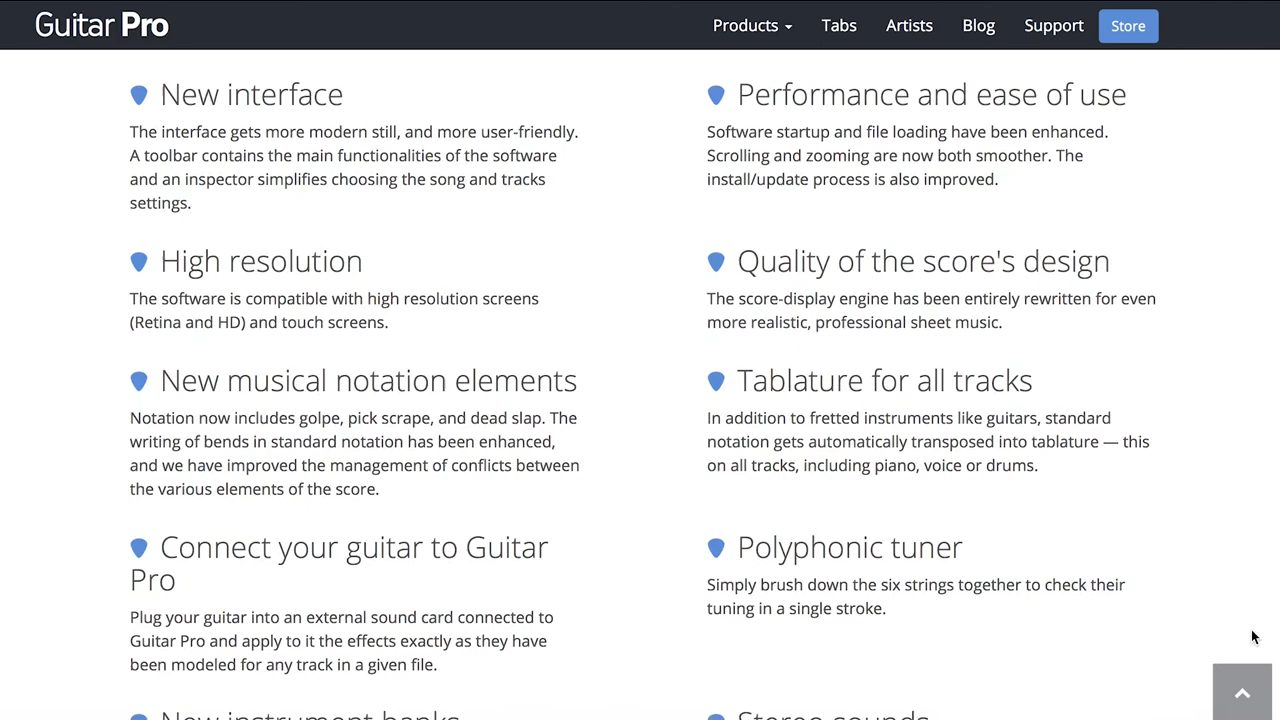 Guitar Pro
Products
Tabs
Artists
Blog
Support
Store
New interface
The interface gets more modern still, and more user-friendly.
A toolbar contains the main functionalities of the software
and an inspector simplifies choosing the song and tracks
settings.
Performance and ease of use
Software startup and file loading have been enhanced.
Scrolling and zooming are now both smoother. The
install/update process is also improved.
High resolution
The software is compatible with high resolution screens
(Retina and HD) and touch screens.
Quality of the score's design
The score-display engine has been entirely rewritten for even
more realistic, professional sheet music.
New musical notation elements
Notation now includes golpe, pick scrape, and dead slap. The
writing of bends in standard notation has been enhanced,
and we have improved the management of conflicts between
the various elements of the score.
Tablature for all tracks
In addition to fretted instruments like guitars, standard
notation gets automatically transposed into tablature — this
on all tracks, including piano, voice or drums.
Connect your guitar to Guitar
Pro
Plug your guitar into an external sound card connected to
Guitar Pro and apply to it the effects exactly as they have
been modeled for any track in a given file.
Polyphonic tuner
Simply brush down the six strings together to check their
tuning in a single stroke.
New instrument banks
Stereo sounds